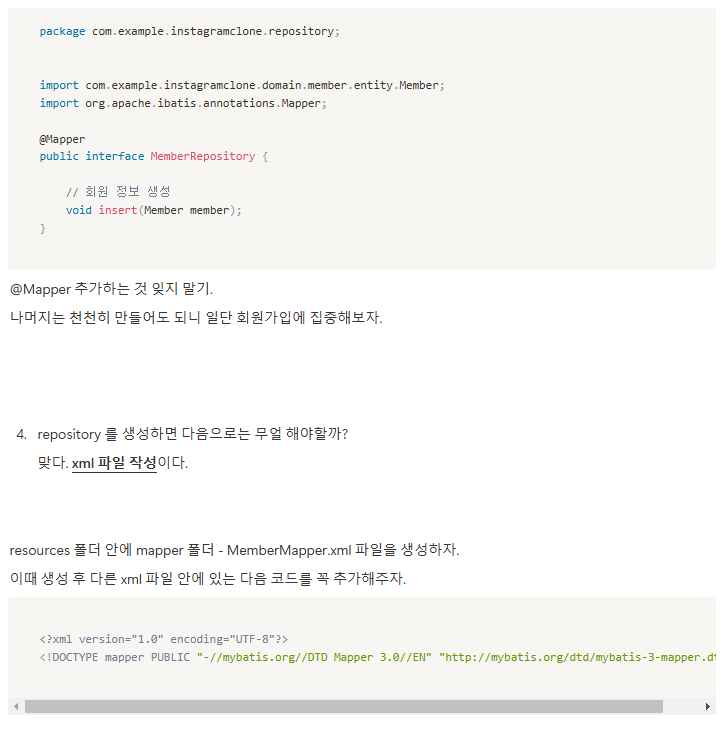 package com.example.instagramclone.repository;
import com.example.instagramclone.domain.member.entity.Member;
import org.apache.ibatis.annotations.Mapper;
@Mapper
public interface MemberRepository {
// 회원 정보 생성
void insert(Member member);
}
@Mapper 추가하는 것 잊지 말기.
나머지는 천천히 만들어도 되니 일단 회원가입에 집중해보자.
4. repository 를 생성하면 다음으로는 무얼 해야할까?
맞다. xml 파일 작성이다.
resources 폴더 안에 mapper 폴더 - MemberMapper.xml 파일을 생성하자.
이때 생성 후 다른 xml 파일 안에 있는 다음 코드를 꼭 추가해주자.
<?xml version="1.0" encoding="UTF-8"?>
<!DOCTYPE mapper PUBLIC "-//mybatis.org//DTD Mapper 3.0//EN" "http://mybatis.org/dtd/mybatis-3-mapper.dt